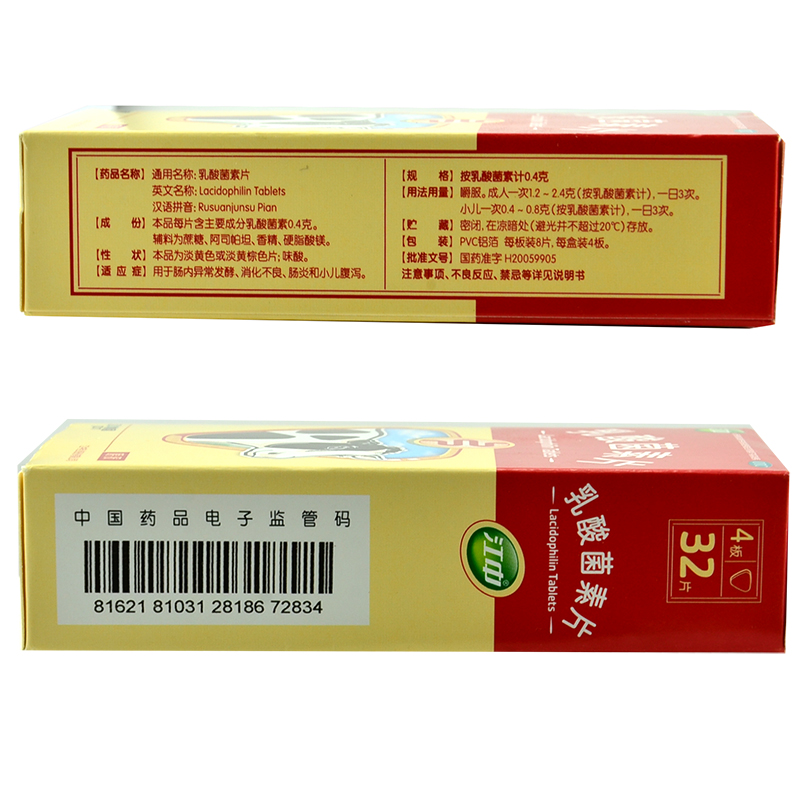 【药品名称】 通用名称: 乳酸菌素片
英文名称: Lacidophilin Tablets
汉语拼音: Rusuanjunsu Pian
【成 份】 本品每片含主要成分乳酸菌素0.4克。
辅料为蔗糖、阿司帕坦、香精、硬脂酸镁。
【性 状】 本品为淡黄色或淡黄棕色片; 味酸。
【适 应 症】 用于肠内异常发酵、消化不良、肠炎和小儿腹泻。
【规 格】 按乳酸菌素计0.4克
【用法用量】 嚼服。成人一次1.2～2.4克(按乳酸菌素计), 一日3次。
小儿一次0.4～0.8克(按乳酸菌素计), 一日3次。
【贮 藏】 密闭, 在凉暗处(避光并不超过20℃)存放。
【包 装】 PVC铝箔 每板装8片, 每盒装4板。
【批准文号】 国药准字 H20059905
注意事项、不良反应、禁忌等详见说明书
中国药品电子监管码
81621 81031 28186 72834
江中®
乳酸菌素片
— Lacidophilin Tablets —
4板
32片